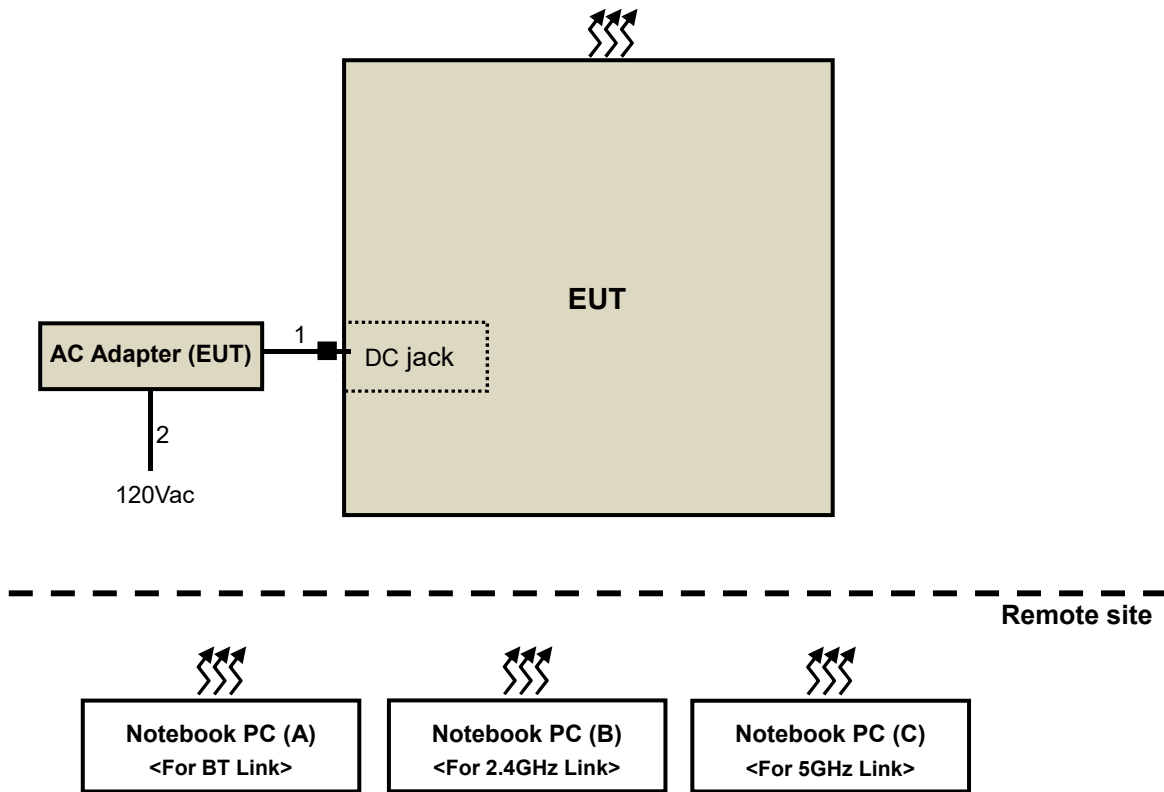 EUT
1
AC Adapter (EUT)
DC jack
2
120Vac
Remote site
Notebook PC (A)
<For BT Link>
Notebook PC (B)
<For 2.4GHz Link>
Notebook PC (C)
<For 5GHz Link>